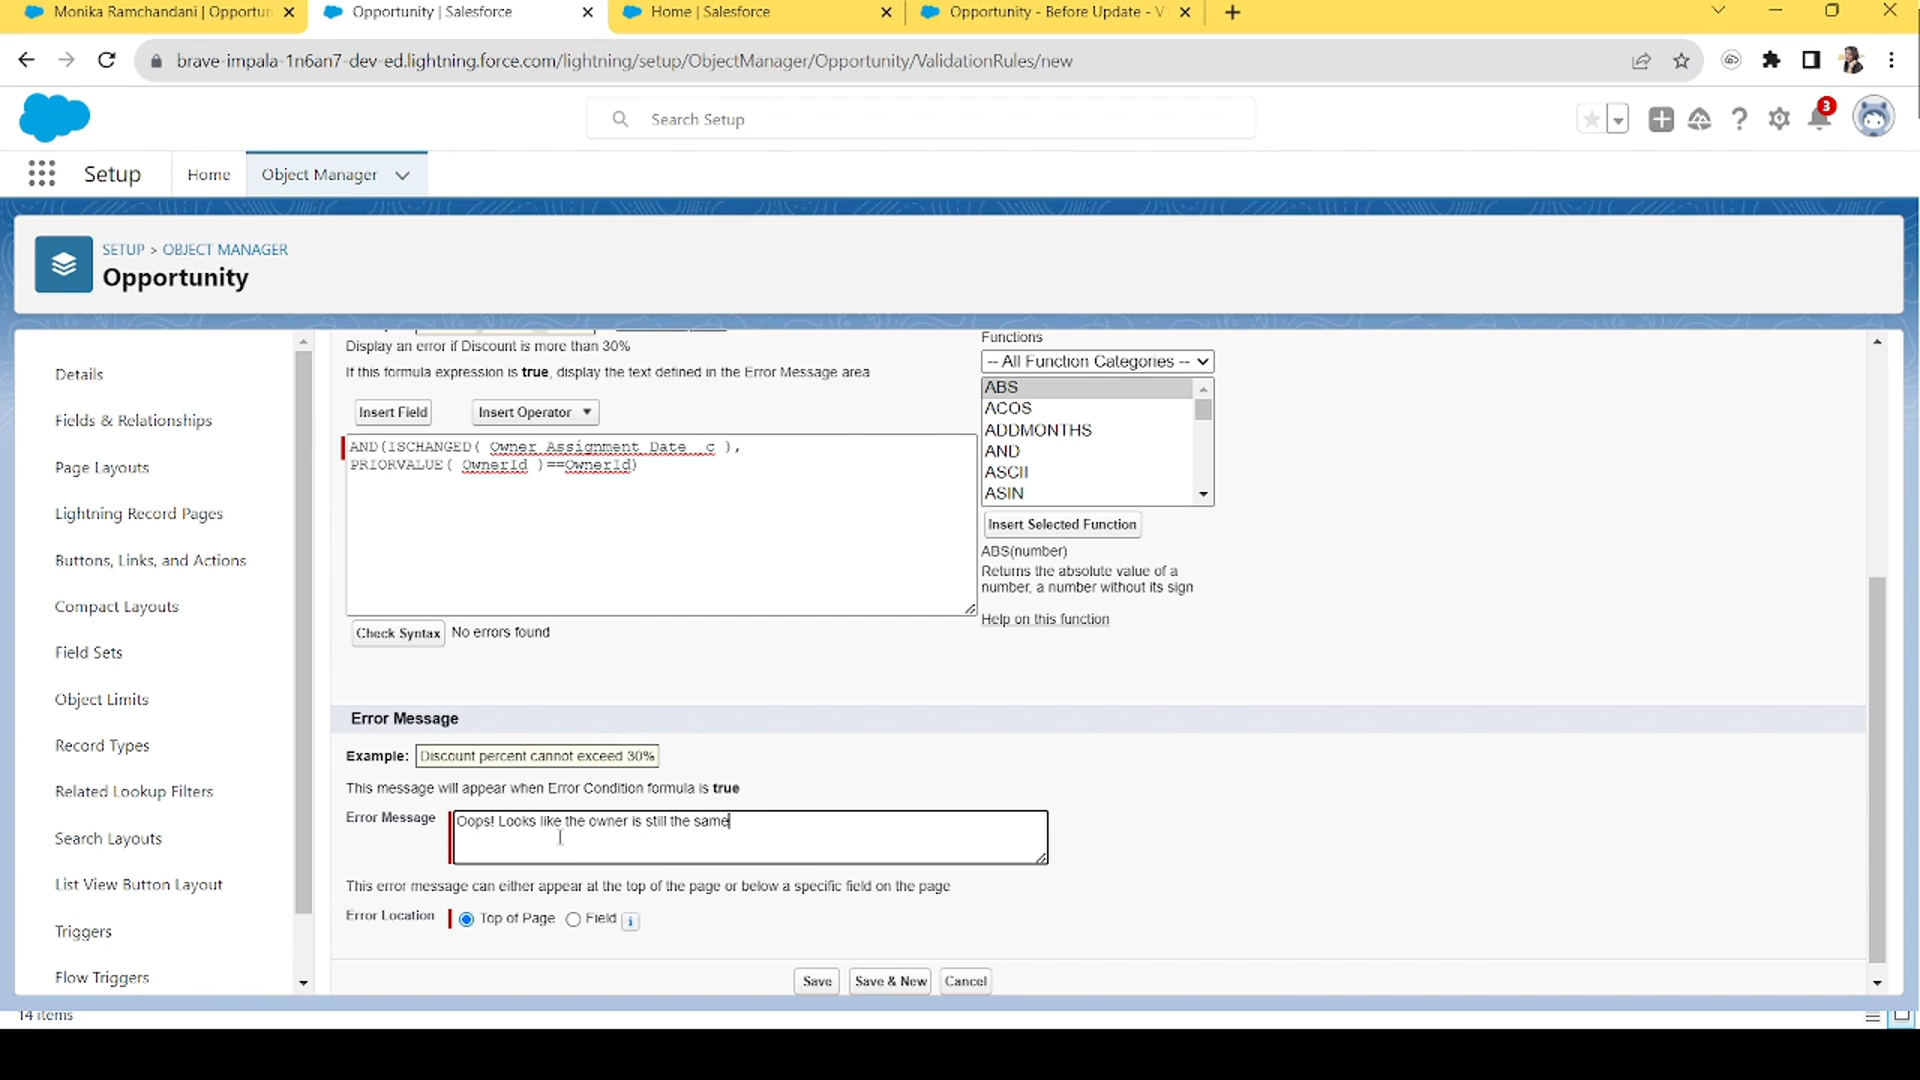 Monika Ramchandani | Opportun
Opportunity | Salesforce
Home | Salesforce
Opportunity - Before Update - V
brave-impala-1n6an7-dev-ed.lightning.force.com/lightning/setup/ObjectManager/Opportunity/ValidationRules/new
Search Setup
3
Setup
Home
Object Manager
SETUP > OBJECT MANAGER
Opportunity
Details
Fields & Relationships
Page Layouts
Lightning Record Pages
Buttons, Links, and Actions
Compact Layouts
Field Sets
Object Limits
Record Types
Related Lookup Filters
Search Layouts
List View Button Layout
Triggers
Flow Triggers
Display an error if Discount is more than 30%
If this formula expression is true, display the text defined in the Error Message area
Insert Field
Insert Operator
AND(ISCHANGED( Owner_Assignment_Date__c ),
PRIORVALUE( OwnerId )==OwnerId)
Check Syntax No errors found
Functions
-- All Function Categories --
ABS
ACOS
ADDMONTHS
AND
ASCII
ASIN
Insert Selected Function
ABS(number)
Returns the absolute value of a
number, a number without its sign
Help on this function
Error Message
Example: Discount percent cannot exceed 30%
This message will appear when Error Condition formula is true
Error Message
Oops! Looks like the owner is still the same
This error message can either appear at the top of the page or below a specific field on the page
Error Location Top of Page Field i
Save
Save & New
Cancel
14 items